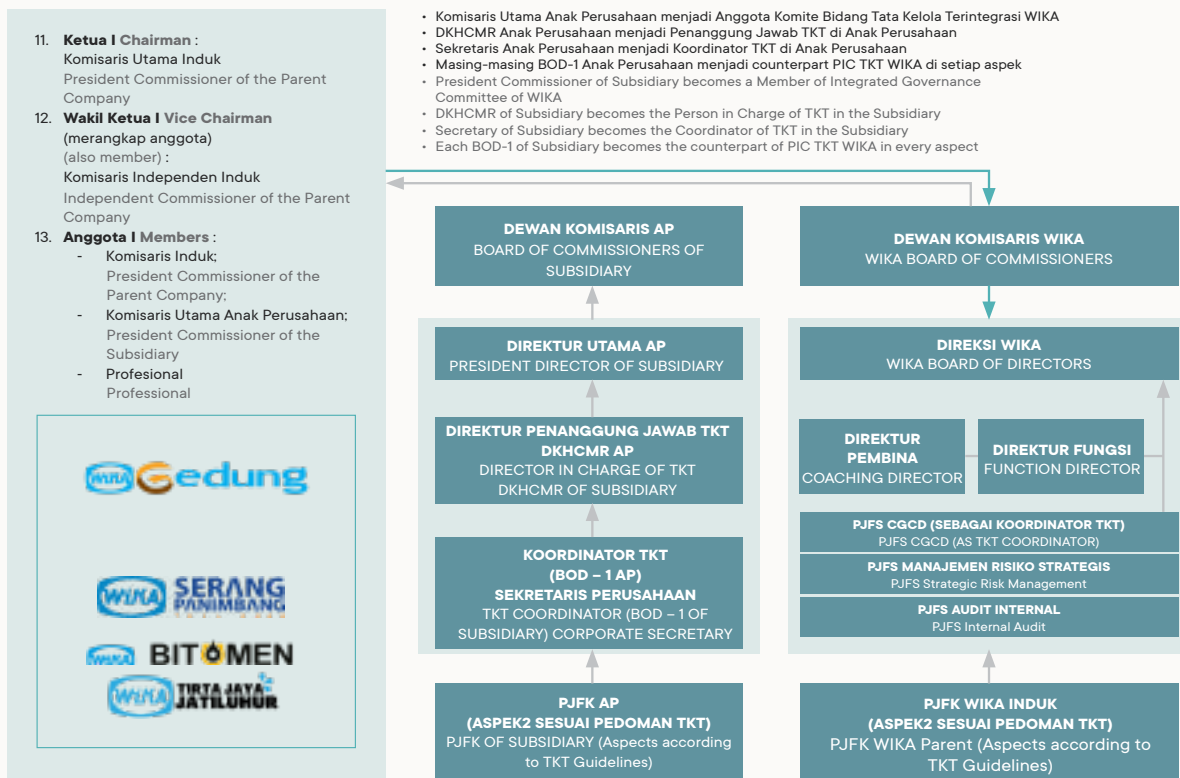 11. Ketua I Chairman :
Komisaris Utama Induk
President Commissioner of the Parent
Company
12. Wakil Ketua I Vice Chairman
(merangkap anggota)
(also member) :
Komisaris Independen Induk
Independent Commissioner of the Parent
Company
13. Anggota I Members :
- Komisaris Induk;
President Commissioner of the
Parent Company;
- Komisaris Utama Anak Perusahaan;
President Commissioner of the
Subsidiary
- Profesional
Professional
WIKA Gedung
WIKA SERANG
PANIMBANG
WIKA BITUMEN
WIKA TIRTA JAYA
JATILUHUR
• Komisaris Utama Anak Perusahaan menjadi Anggota Komite Bidang Tata Kelola Terintegrasi WIKA
• DKHCMR Anak Perusahaan menjadi Penanggung Jawab TKT di Anak Perusahaan
• Sekretaris Anak Perusahaan menjadi Koordinator TKT di Anak Perusahaan
• Masing-masing BOD-1 Anak Perusahaan menjadi counterpart PIC TKT WIKA di setiap aspek
• President Commissioner of Subsidiary becomes a Member of Integrated Governance
Committee of WIKA
• DKHCMR of Subsidiary becomes the Person in Charge of TKT in the Subsidiary
• Secretary of Subsidiary becomes the Coordinator of TKT in the Subsidiary
• Each BOD-1 of Subsidiary becomes the counterpart of PIC TKT WIKA in every aspect
DEWAN KOMISARIS AP
BOARD OF COMMISSIONERS OF
SUBSIDIARY
DIREKTUR UTAMA AP
PRESIDENT DIRECTOR OF SUBSIDIARY
DIREKTUR PENANGGUNG JAWAB TKT
DKHCMR AP
DIRECTOR IN CHARGE OF TKT
DKHCMR OF SUBSIDIARY
KOORDINATOR TKT
(BOD – 1 AP)
SEKRETARIS PERUSAHAAN
TKT COORDINATOR (BOD – 1 OF
SUBSIDIARY) CORPORATE SECRETARY
PJFK AP
(ASPEK2 SESUAI PEDOMAN TKT)
PJFK OF SUBSIDIARY (Aspects according
to TKT Guidelines)
DEWAN KOMISARIS WIKA
WIKA BOARD OF COMMISSIONERS
DIREKSI WIKA
WIKA BOARD OF DIRECTORS
DIREKTUR
PEMBINA
COACHING DIRECTOR
DIREKTUR FUNGSI
FUNCTION DIRECTOR
PJFS CGCD (SEBAGAI KOORDINATOR TKT)
PJFS CGCD (AS TKT COORDINATOR)
PJFS MANAJEMEN RISIKO STRATEGIS
PJFS Strategic Risk Management
PJFS AUDIT INTERNAL
PJFS Internal Audit
PJFK WIKA INDUK
(ASPEK2 SESUAI PEDOMAN TKT)
PJFK WIKA Parent (Aspects according to
TKT Guidelines)